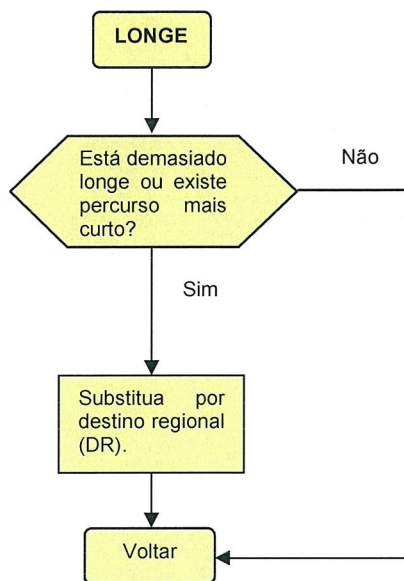 LONGE
Está demasiado
longe ou existe
percurso mais
curto?
Não
Sim
Substitua por
destino regional
(DR).
Voltar